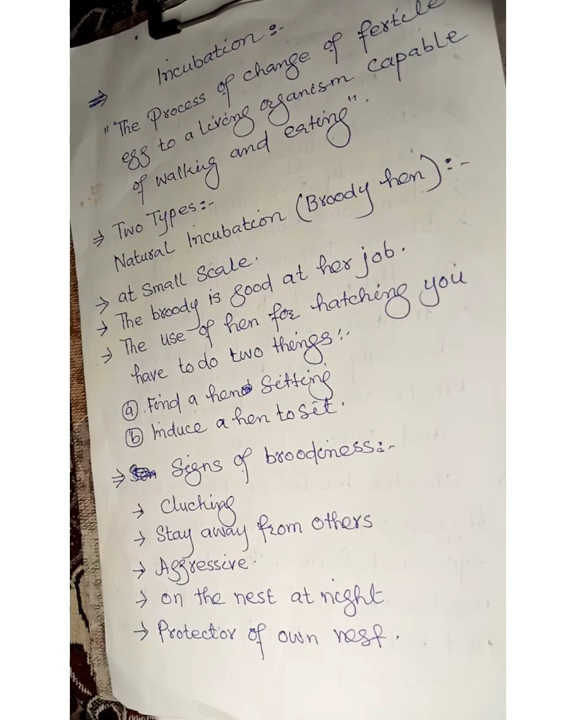 Incubation :-
⇒ "The Process of change of fertile
egg to a living organism capable
of walking and eating".
⇒ Two Types:-
Natural Incubation (Broody hen):-
→ at Small Scale.
→ The broody is good at her job.
→ The use of hen for hatching you
have to do two things:.
ⓐ Find a hen Sitting
ⓑ Induce a hen to sit.
⇒ Signs of broodiness:-
→ Cluching
→ Stay away from others
→ Aggressive.
→ on the nest at night
→ Protector of own nest.